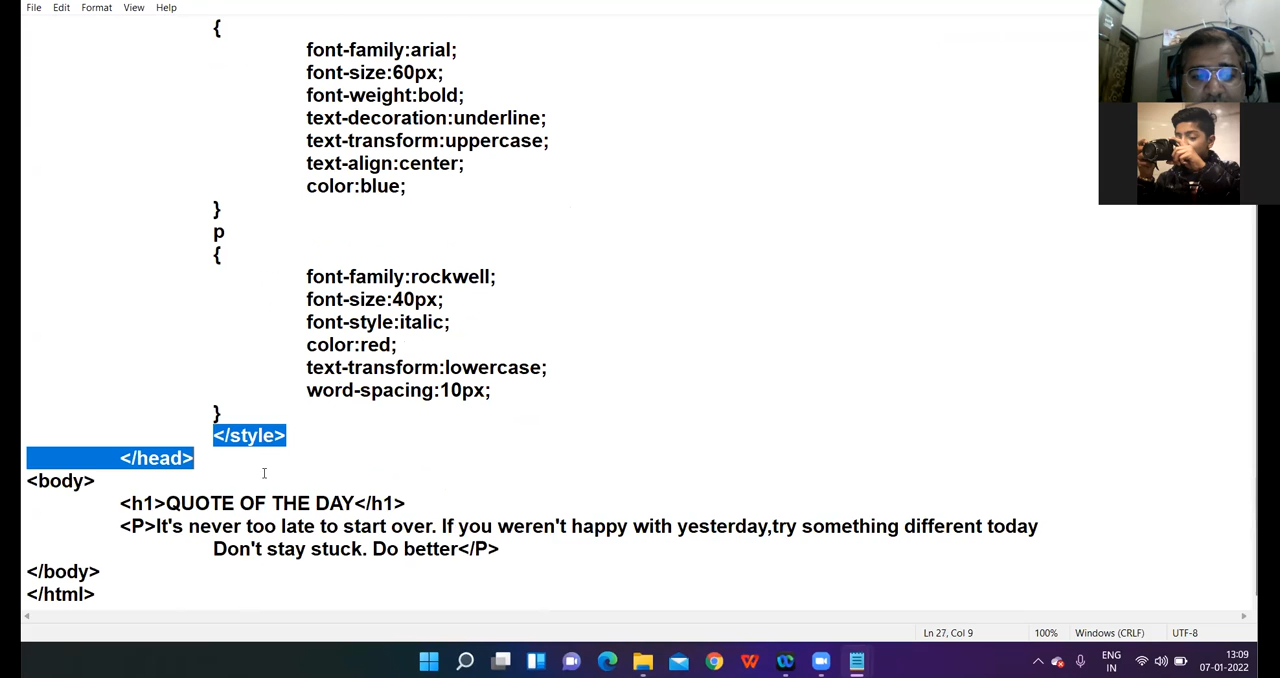 File Edit Format View Help
{
font-family:arial;
font-size:60px;
font-weight:bold;
text-decoration:underline;
text-transform:uppercase;
text-align:center;
color:blue;
}
p
{
font-family:rockwell;
font-size:40px;
font-style:italic;
color:red;
text-transform:lowercase;
word-spacing:10px;
}
</style>
</head>
<body>
<h1>QUOTE OF THE DAY</h1>
<P>It's never too late to start over. If you weren't happy with yesterday,try something different today
Don't stay stuck. Do better</P>
</body>
</html>
Ln 27, Col 9 100% Windows (CRLF) UTF-8
ENG
IN
13:09
07-01-2022